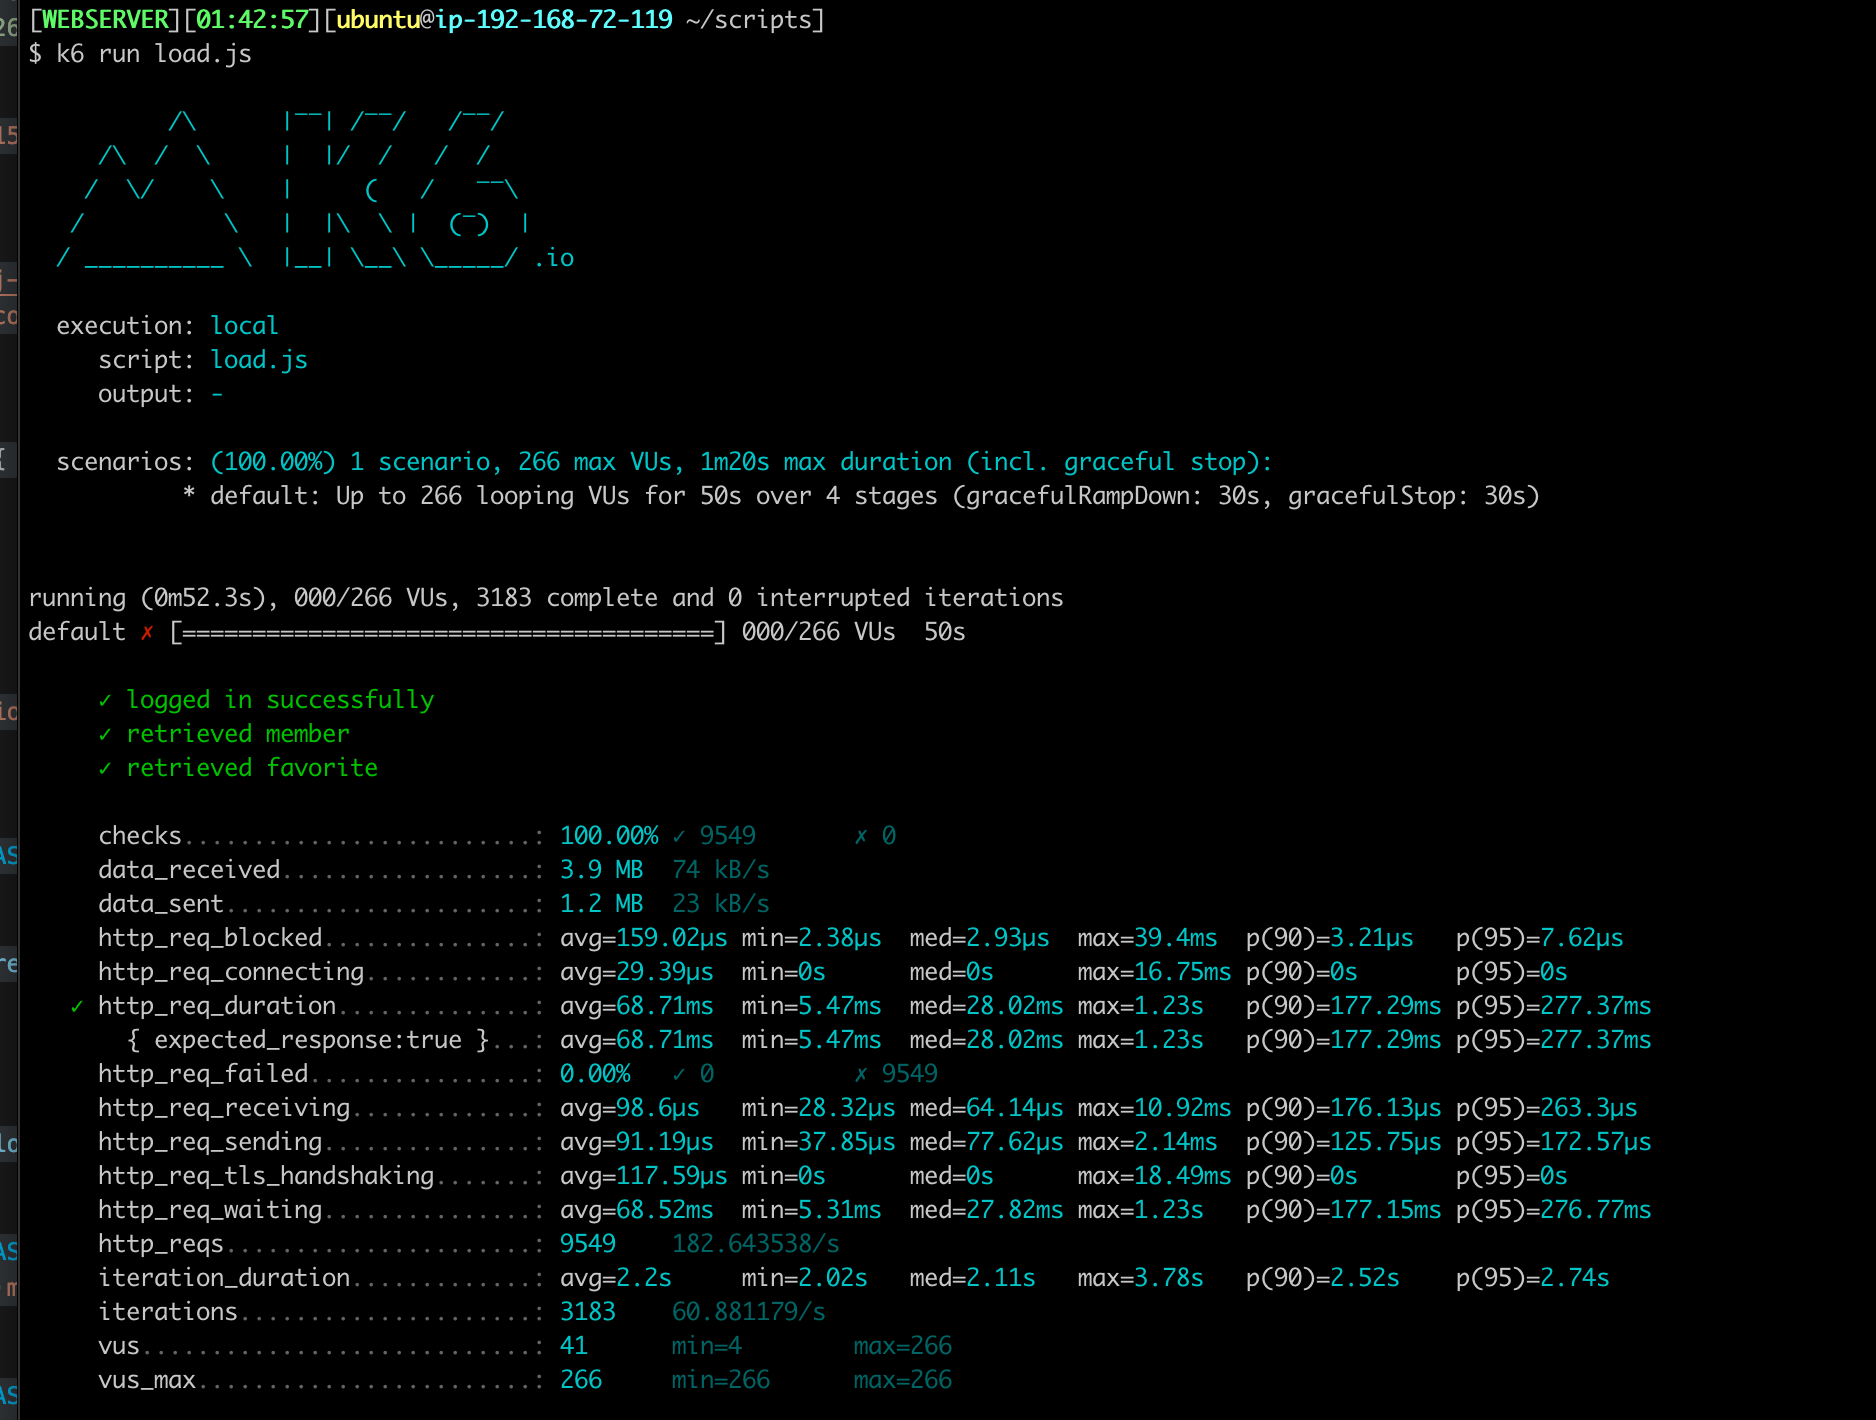 [WEBSERVER][01:42:57][ubuntu@ip-192-168-72-119 ~/scripts]
$ k6 run load.js

          /\      |‾‾| /‾‾/   /‾‾/
     /\  /  \     |  |/  /   /  /
    /  \/    \    |     (   /   ‾‾\
   /          \   |  |\  \ |  (‾)  |
  / __________ \  |__| \__\ \_____/ .io

  execution: local
     script: load.js
     output: -

  scenarios: (100.00%) 1 scenario, 266 max VUs, 1m20s max duration (incl. graceful stop):
           * default: Up to 266 looping VUs for 50s over 4 stages (gracefulRampDown: 30s, gracefulStop: 30s)

running (0m52.3s), 000/266 VUs, 3183 complete and 0 interrupted iterations
default ✗ [======================================] 000/266 VUs  50s

     ✓ logged in successfully
     ✓ retrieved member
     ✓ retrieved favorite

     checks.........................: 100.00% ✓ 9549       ✗ 0
     data_received..................: 3.9 MB  74 kB/s
     data_sent......................: 1.2 MB  23 kB/s
     http_req_blocked...............: avg=159.02µs min=2.38µs  med=2.93µs  max=39.4ms  p(90)=3.21µs   p(95)=7.62µs
     http_req_connecting............: avg=29.39µs  min=0s      med=0s      max=16.75ms p(90)=0s       p(95)=0s
   ✓ http_req_duration..............: avg=68.71ms  min=5.47ms  med=28.02ms max=1.23s   p(90)=177.29ms p(95)=277.37ms
       { expected_response:true }...: avg=68.71ms  min=5.47ms  med=28.02ms max=1.23s   p(90)=177.29ms p(95)=277.37ms
     http_req_failed................: 0.00%   ✓ 0          ✗ 9549
     http_req_receiving.............: avg=98.6µs   min=28.32µs med=64.14µs max=10.92ms p(90)=176.13µs p(95)=263.3µs
     http_req_sending...............: avg=91.19µs  min=37.85µs med=77.62µs max=2.14ms  p(90)=125.75µs p(95)=172.57µs
     http_req_tls_handshaking.......: avg=117.59µs min=0s      med=0s      max=18.49ms p(90)=0s       p(95)=0s
     http_req_waiting...............: avg=68.52ms  min=5.31ms  med=27.82ms max=1.23s   p(90)=177.15ms p(95)=276.77ms
     http_reqs......................: 9549    182.643538/s
     iteration_duration.............: avg=2.2s     min=2.02s   med=2.11s   max=3.78s   p(90)=2.52s    p(95)=2.74s
     iterations.....................: 3183    60.881179/s
     vus............................: 41      min=4        max=266
     vus_max........................: 266     min=266      max=266